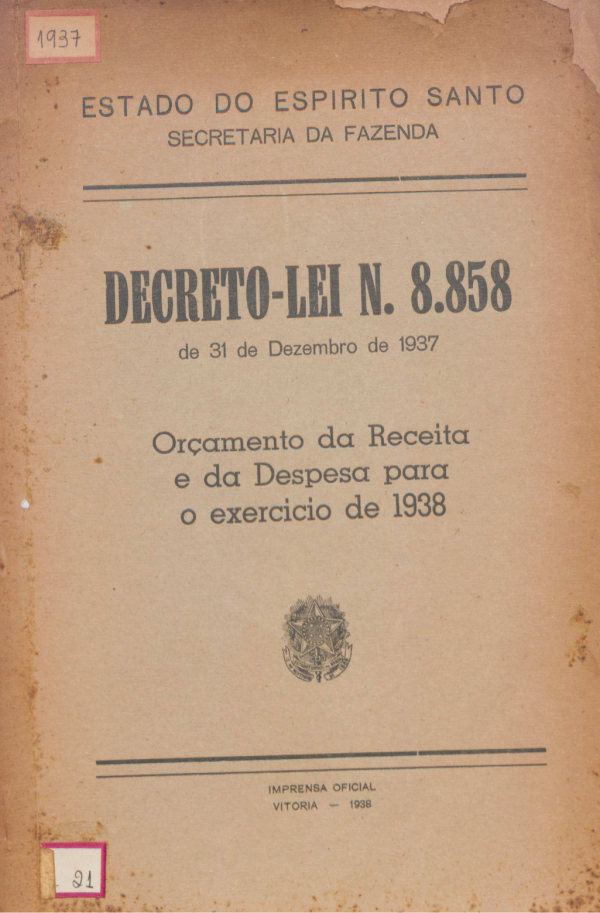 1937
ESTADO DO ESPIRITO SANTO
SECRETARIA DA FAZENDA
DECRETO-LEI N. 8.858
de 31 de Dezembro de 1937
Orçamento da Receita
e da Despesa para
o exercicio de 1938
IMPRENSA OFICIAL
VITORIA — 1938
21